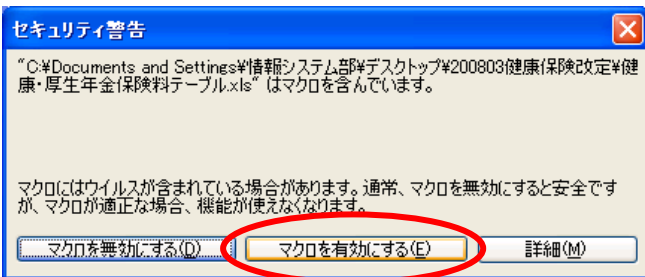 セキュリティ警告
"C:¥Documents and Settings¥情報システム部¥デスクトップ¥200803健康保険改定¥健
康・厚生年金保険料テーブル.xls" はマクロを含んでいます。
マクロにはウイルスが含まれている場合があります。通常、マクロを無効にすると安全です
が、マクロが適正な場合、機能が使えなくなります。
マクロを無効にする(D)
マクロを有効にする(E)
詳細(M)